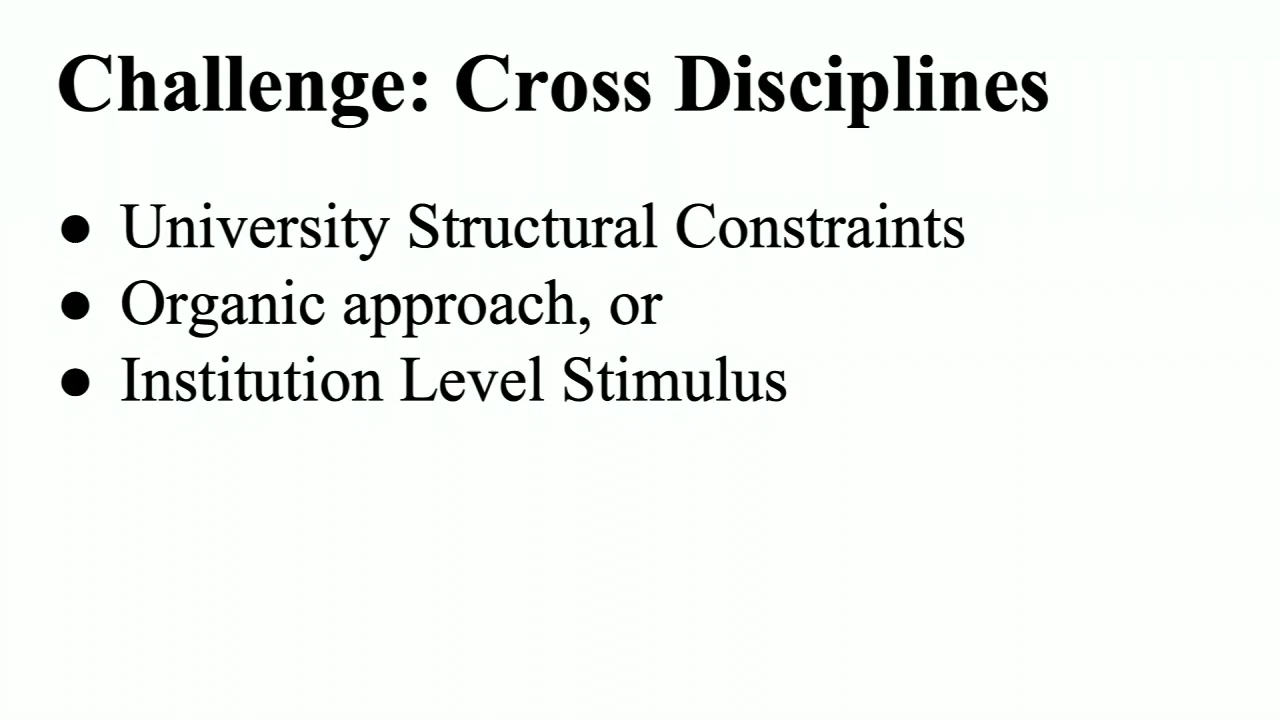 Challenge: Cross Disciplines
● University Structural Constraints
● Organic approach, or
● Institution Level Stimulus